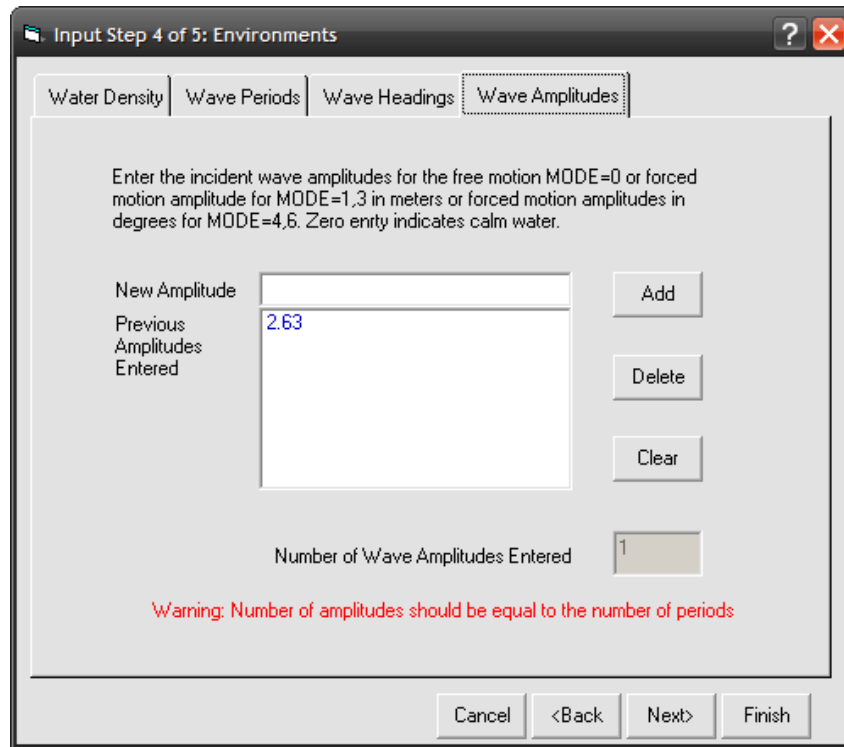 Input Step 4 of 5: Environments
?
Water Density
Wave Periods
Wave Headings
Wave Amplitudes
Enter the incident wave amplitudes for the free motion MODE=0 or forced
motion amplitude for MODE=1,3 in meters or forced motion amplitudes in
degrees for MODE=4,6. Zero enrty indicates calm water.
New Amplitude
Add
Previous
Amplitudes
Entered
2.63
Delete
Clear
Number of Wave Amplitudes Entered
1
Warning: Number of amplitudes should be equal to the number of periods
Cancel
<Back
Next>
Finish